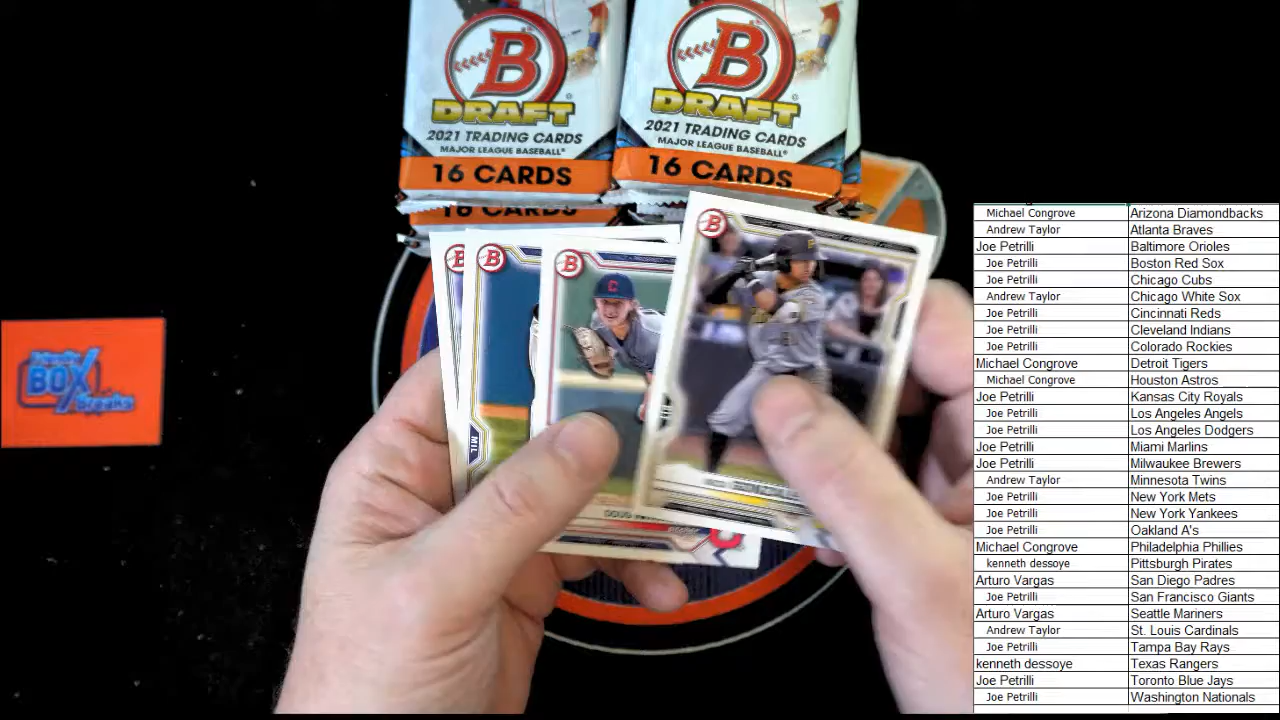 B
DRAFT
2021 TRADING CARDS
MAJOR LEAGUE BASEBALL
16 CARDS
B
DRAFT
2021 TRADING CARDS
MAJOR LEAGUE BASEBALL
16 CARDS
16 CARDS
B
B
B
B
C
MIL
DOUG
BOX
Breaks
Michael Congrove Arizona Diamondbacks
Andrew Taylor Atlanta Braves
Joe Petrilli Baltimore Orioles
Joe Petrilli Boston Red Sox
Joe Petrilli Chicago Cubs
Andrew Taylor Chicago White Sox
Joe Petrilli Cincinnati Reds
Joe Petrilli Cleveland Indians
Joe Petrilli Colorado Rockies
Michael Congrove Detroit Tigers
Michael Congrove Houston Astros
Joe Petrilli Kansas City Royals
Joe Petrilli Los Angeles Angels
Joe Petrilli Los Angeles Dodgers
Joe Petrilli Miami Marlins
Joe Petrilli Milwaukee Brewers
Andrew Taylor Minnesota Twins
Joe Petrilli New York Mets
Joe Petrilli New York Yankees
Joe Petrilli Oakland A's
Michael Congrove Philadelphia Phillies
kenneth dessoye Pittsburgh Pirates
Arturo Vargas San Diego Padres
Joe Petrilli San Francisco Giants
Arturo Vargas Seattle Mariners
Andrew Taylor St. Louis Cardinals
Joe Petrilli Tampa Bay Rays
kenneth dessoye Texas Rangers
Joe Petrilli Toronto Blue Jays
Joe Petrilli Washington Nationals